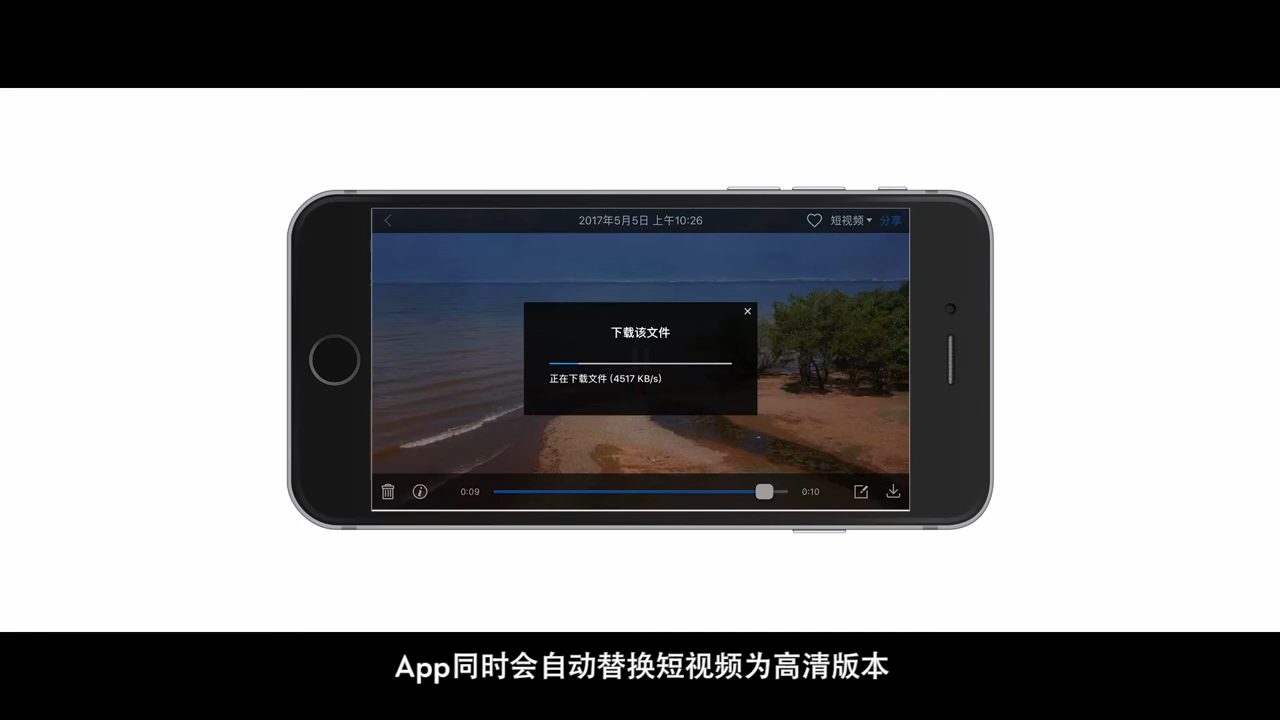 2017年5月5日 上午10:26
短视频
分享
下载该文件
正在下载文件 (4517 KB/s)
0:09
0:10
App同时会自动替换短视频为高清版本